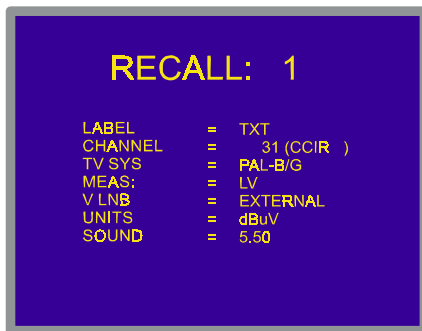 RECALL: 1
LABEL = TXT
CHANNEL = 31 (CCIR )
TV SYS = PAL-B/G
MEAS: = LV
V LNB = EXTERNAL
UNITS = dBuV
SOUND = 5.50